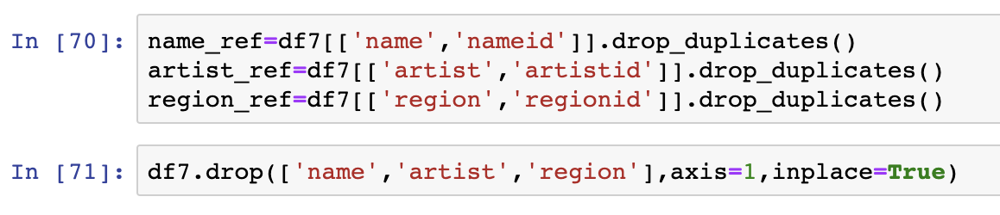 In [70]: name_ref=df7[['name','nameid']].drop_duplicates()
artist_ref=df7[['artist','artistid']].drop_duplicates()
region_ref=df7[['region','regionid']].drop_duplicates()
In [71]: df7.drop(['name','artist','region'],axis=1,inplace=True)